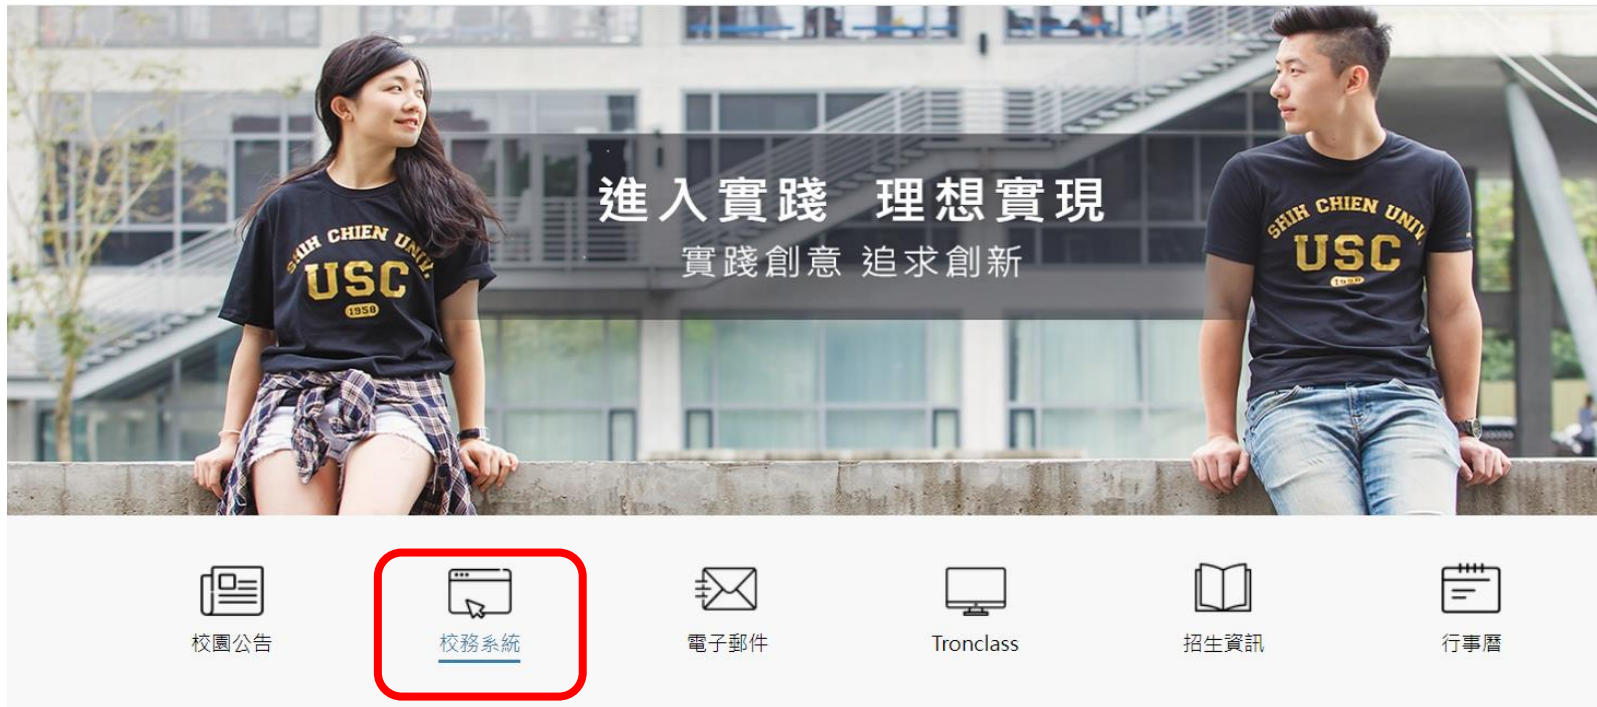 進入實踐 理想實現
實踐創意 追求創新
SHIH CHIEN UNIV.
USC
1958
SHIH CHIEN UNIV.
USC
1958
校園公告
校務系統
電子郵件
Tronclass
招生資訊
行事曆